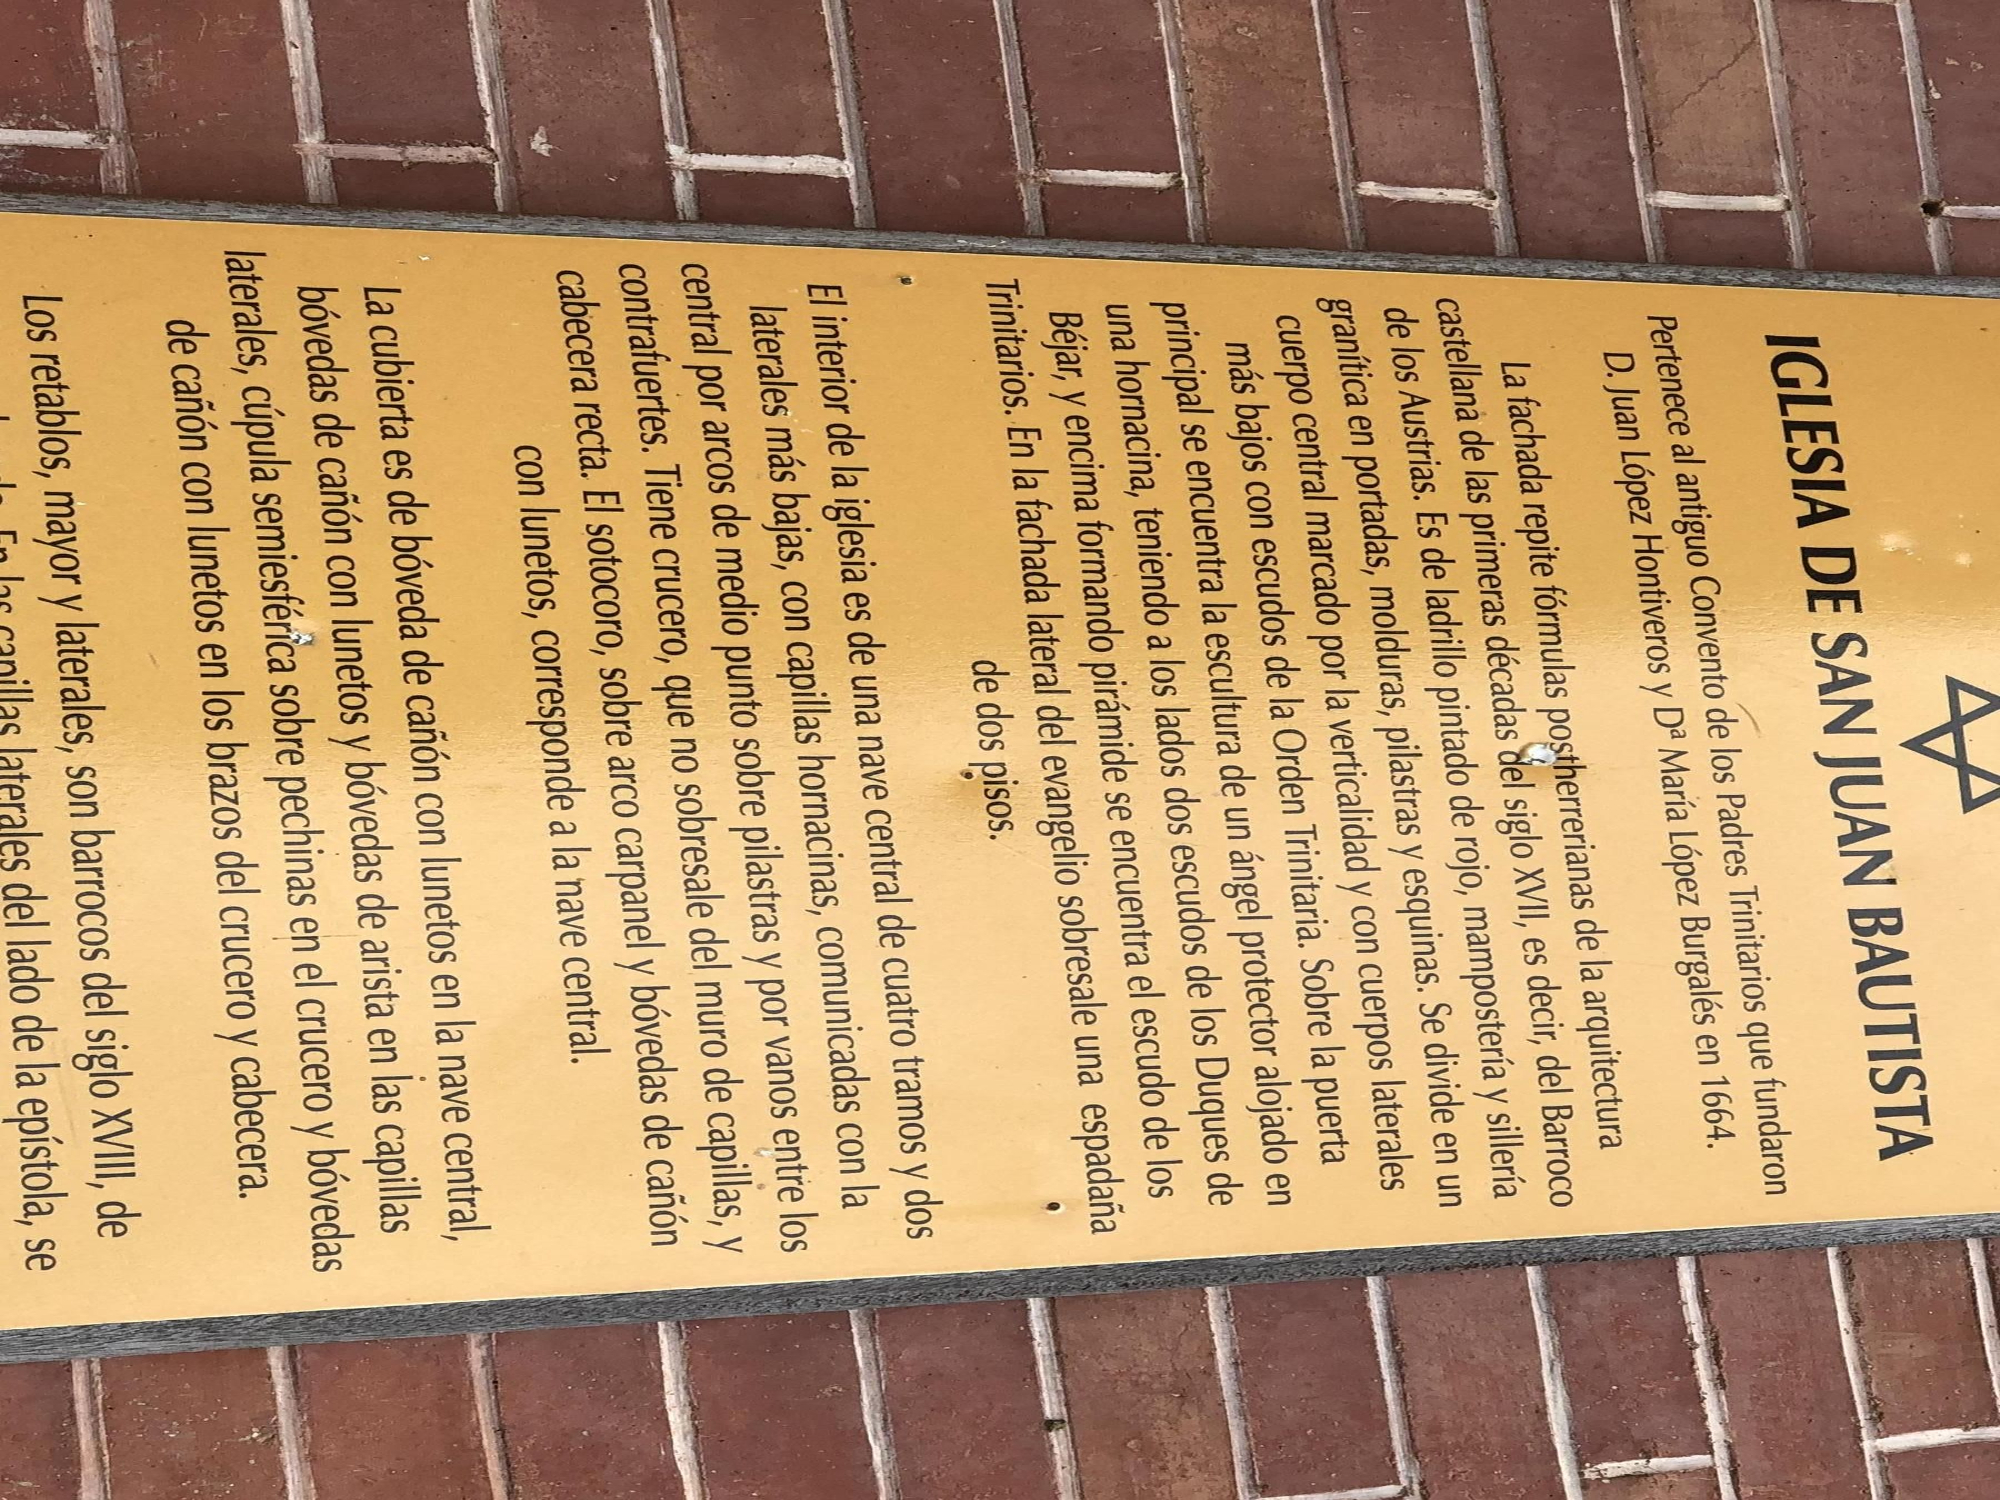 IGLESIA DE SAN JUAN BAUTISTA
Pertenece al antiguo Convento de los Padres Trinitarios que fundaron
D. Juan López Hontiveros y Dª María López Burgalés en 1664.
La fachada repite fórmulas postherrerianas de la arquitectura
castellana de las primeras décadas del siglo XVII, es decir, del Barroco
de los Austrias. Es de ladrillo pintado de rojo, mampostería y sillería
granítica en portadas, molduras, pilastras y esquinas. Se divide en un
cuerpo central marcado por la verticalidad y con cuerpos laterales
más bajos con escudos de la Orden Trinitaria. Sobre la puerta
principal se encuentra la escultura de un ángel protector alojado en
una hornacina, teniendo a los lados dos escudos de los Duques de
Béjar, y encima formando pirámide se encuentra el escudo de los
Trinitarios. En la fachada lateral del evangelio sobresale una espadaña
de dos pisos.
El interior de la iglesia es de una nave central de cuatro tramos y dos
laterales más bajas, con capillas hornacinas, comunicadas con la
central por arcos de medio punto sobre pilastras y por vanos entre los
contrafuertes. Tiene crucero, que no sobresale del muro de capillas, y
cabecera recta. El sotocoro, sobre arco carpanel y bóvedas de cañón
con lunetos, corresponde a la nave central.
La cubierta es de bóveda de cañón con lunetos en la nave central,
bóvedas de cañón con lunetos y bóvedas de arista en las capillas
laterales, cúpula semiesférica sobre pechinas en el crucero y bóvedas
de cañón con lunetos en los brazos del crucero y cabecera.
Los retablos, mayor y laterales, son barrocos del siglo XVIII, de
En las capillas laterales del lado de la epístola, se